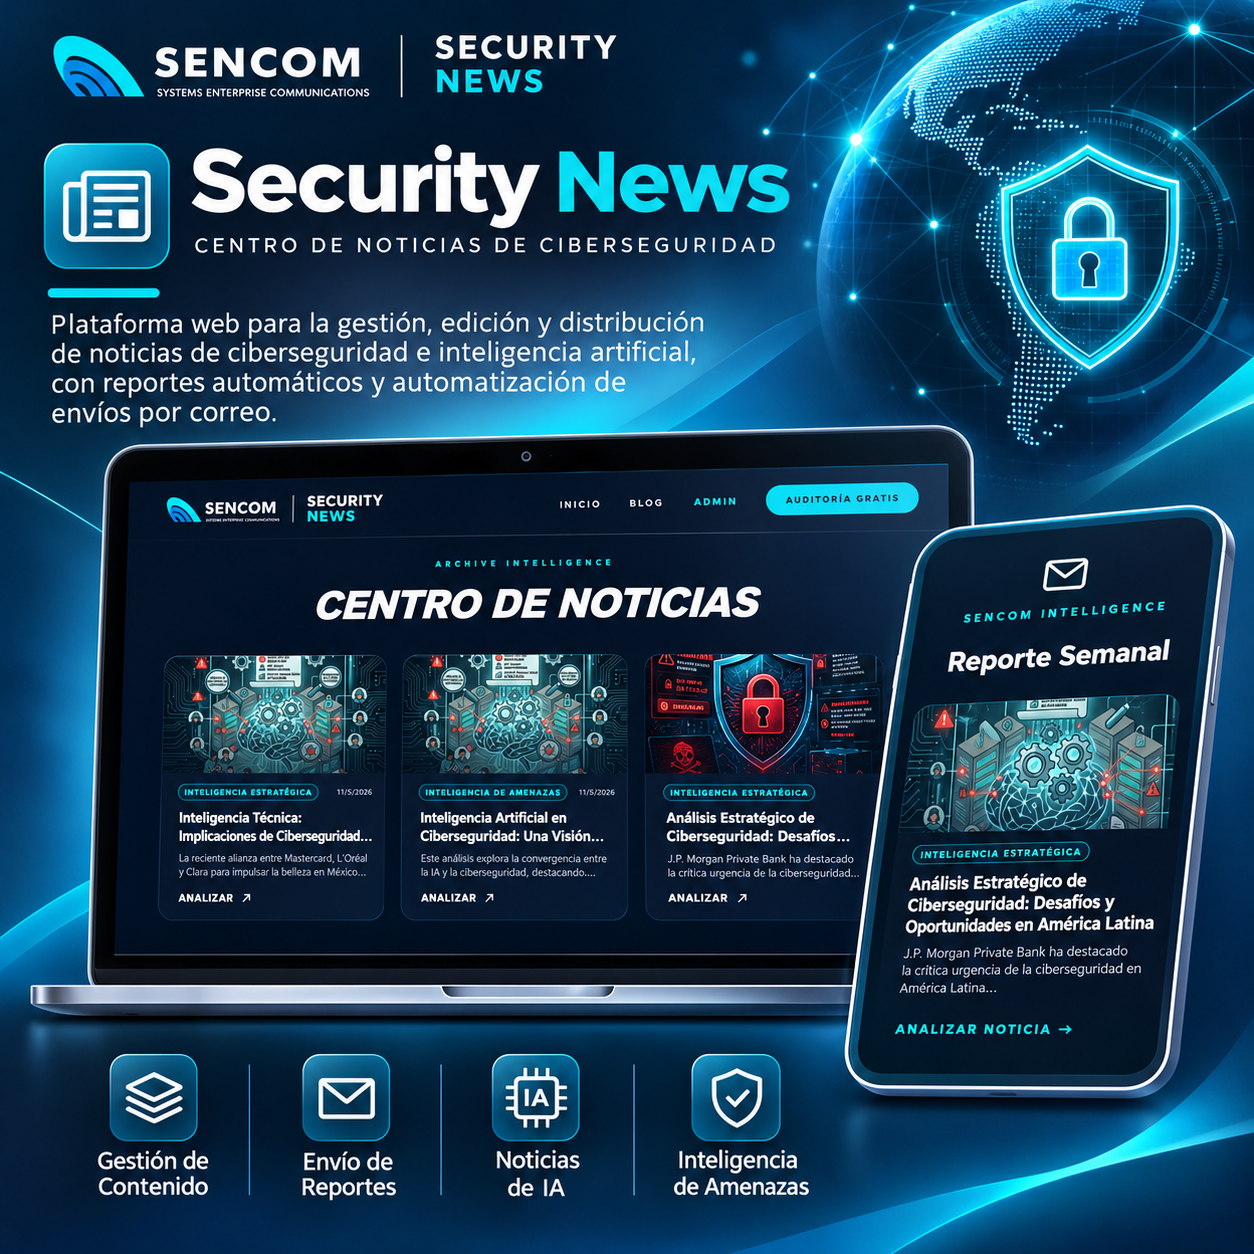 SENCOM
SYSTEMS ENTERPRISE COMMUNICATIONS
SECURITY
NEWS
Security News
CENTRO DE NOTICIAS DE CIBERSEGURIDAD
Plataforma web para la gestión, edición y distribución
de noticias de ciberseguridad e inteligencia artificial,
con reportes automáticos y automatización de
envíos por correo.
SENCOM
SYSTEMS ENTERPRISE COMMUNICATIONS
SECURITY
NEWS
INICIO
BLOG
ADMIN
AUDITORÍA GRATIS
ARCHIVE INTELLIGENCE
CENTRO DE NOTICIAS
INTELIGENCIA ESTRATÉGICA
11/5/2026
Inteligencia Técnica:
Implicaciones de Ciberseguridad...
La reciente alianza entre Mastercard, L'Oréal
y Clara para impulsar la belleza en México...
ANALIZAR ↗
INTELIGENCIA DE AMENAZAS
11/5/2026
Inteligencia Artificial en
Ciberseguridad: Una Visión...
Este análisis explora la convergencia entre
la IA y la ciberseguridad, destacando....
ANALIZAR ↗
INTELIGENCIA ESTRATÉGICA
Análisis Estratégico de
Ciberseguridad: Desafíos...
J.P. Morgan Private Bank ha destacado
la crítica urgencia de la ciberseguridad...
ANALIZAR ↗
SENCOM INTELLIGENCE
Reporte Semanal
INTELIGENCIA ESTRATÉGICA
Análisis Estratégico de
Ciberseguridad: Desafíos y
Oportunidades en América Latina
J.P. Morgan Private Bank ha destacado
la crítica urgencia de la ciberseguridad en
América Latina...
ANALIZAR NOTICIA →
Gestión de
Contenido
Envío de
Reportes
IA
Noticias
de IA
Inteligencia
de Amenazas